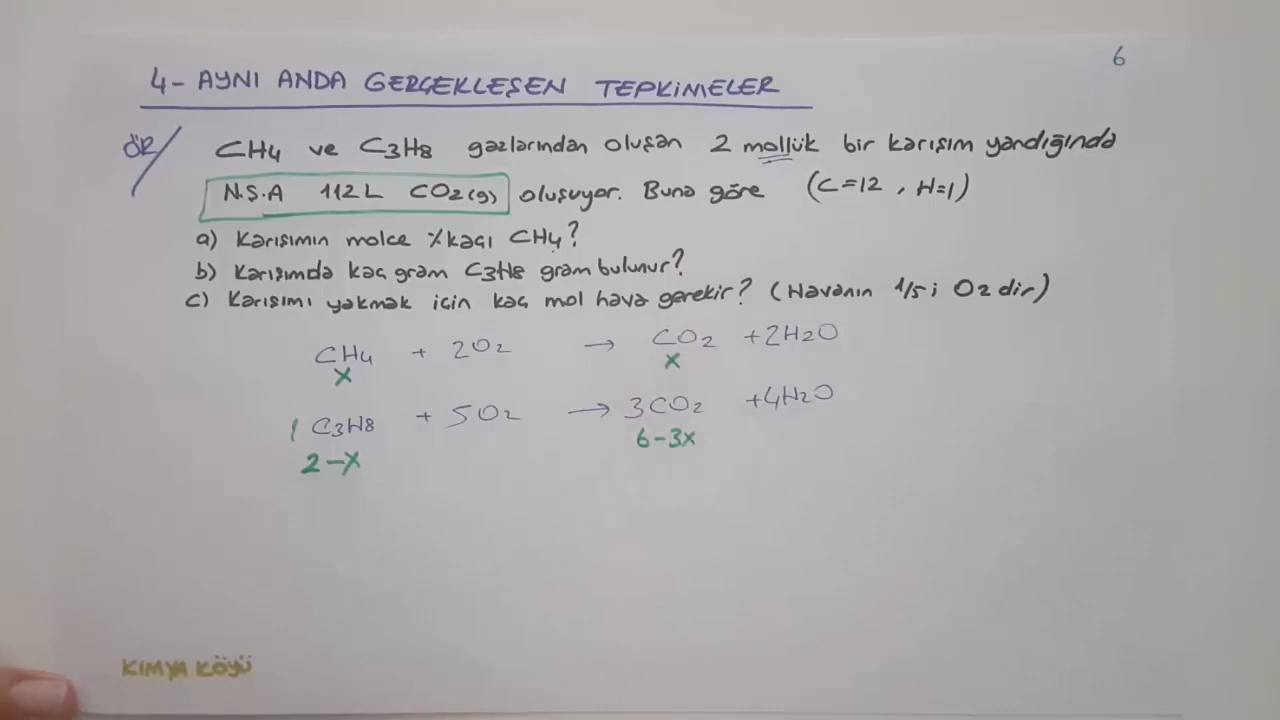 6
4- AYNI ANDA GERÇEKLEŞEN TEPKİMELER
ÖR/ CH4 ve C3H8 gazlarından oluşan 2 mollük bir karışım yandığında
N.Ş.A 112L CO2(g) oluşuyor. Buna göre (C=12, H=1)
a) Karışımın molce %kaçı CH4?
b) Karışımda kaç gram C3H8 gram bulunur?
c) Karışımı yakmak için kaç mol hava gerekir? (Havanın 1/5 i O2 dir)
CH4 + 2O2 → CO2 + 2H2O
x x
1 C3H8 + 5O2 → 3CO2 + 4H2O
2-x 6-3x
KİMYA KÖYÜ